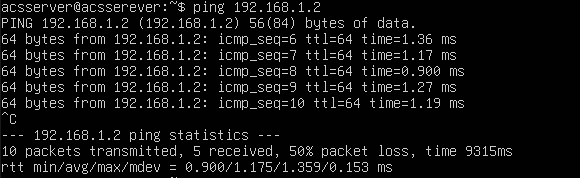 acsserver@acsserever:~$ ping 192.168.1.2
PING 192.168.1.2 (192.168.1.2) 56(84) bytes of data.
64 bytes from 192.168.1.2: icmp_seq=6 ttl=64 time=1.36 ms
64 bytes from 192.168.1.2: icmp_seq=7 ttl=64 time=1.17 ms
64 bytes from 192.168.1.2: icmp_seq=8 ttl=64 time=0.900 ms
64 bytes from 192.168.1.2: icmp_seq=9 ttl=64 time=1.27 ms
64 bytes from 192.168.1.2: icmp_seq=10 ttl=64 time=1.19 ms
^C
--- 192.168.1.2 ping statistics ---
10 packets transmitted, 5 received, 50% packet loss, time 9315ms
rtt min/avg/max/mdev = 0.900/1.175/1.359/0.153 ms